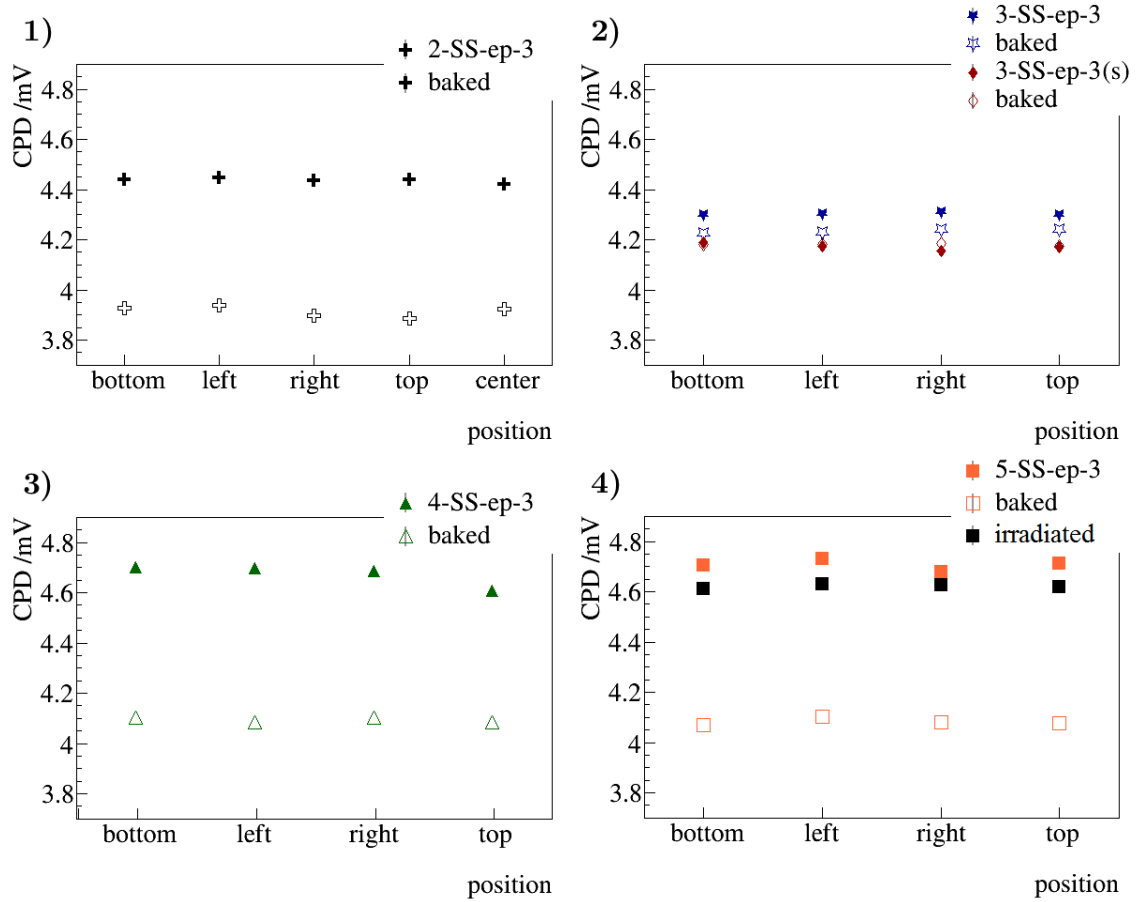 1)
2-SS-ep-3
baked
CPD /mV
4.8
4.6
4.4
4.2
4
3.8
bottom left right top center
position
2)
3-SS-ep-3
baked
3-SS-ep-3(s)
baked
CPD /mV
4.8
4.6
4.4
4.2
4
3.8
bottom left right top
position
3)
4-SS-ep-3
baked
CPD /mV
4.8
4.6
4.4
4.2
4
3.8
bottom left right top
position
4)
5-SS-ep-3
baked
irradiated
CPD /mV
4.8
4.6
4.4
4.2
4
3.8
bottom left right top
position